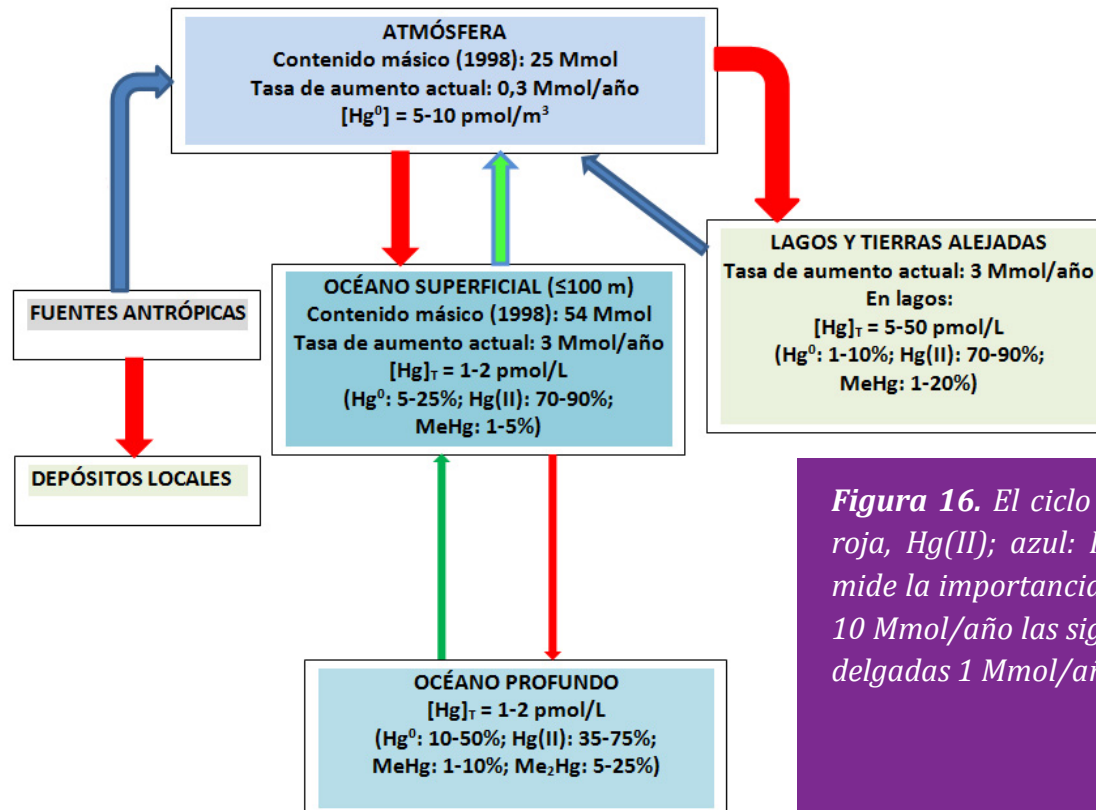 ATMÓSFERA
Contenido másico (1998): 25 Mmol
Tasa de aumento actual: 0,3 Mmol/año
[Hg⁰] = 5-10 pmol/m³
LAGOS Y TIERRAS ALEJADAS
Tasa de aumento actual: 3 Mmol/año
En lagos:
[Hg]T = 5-50 pmol/L
(Hg⁰: 1-10%; Hg(II): 70-90%;
MeHg: 1-20%)
OCÉANO SUPERFICIAL (≤100 m)
Contenido másico (1998): 54 Mmol
Tasa de aumento actual: 3 Mmol/año
[Hg]T = 1-2 pmol/L
(Hg⁰: 5-25%; Hg(II): 70-90%;
MeHg: 1-5%)
FUENTES ANTRÓPICAS
DEPÓSITOS LOCALES
OCÉANO PROFUNDO
[Hg]T = 1-2 pmol/L
(Hg⁰: 10-50%; Hg(II): 35-75%;
MeHg: 1-10%; Me₂Hg: 5-25%)
Figura 16. El ciclo
roja, Hg(II); azul:
mide la importancia
10 Mmol/año las sig
delgadas 1 Mmol/añ